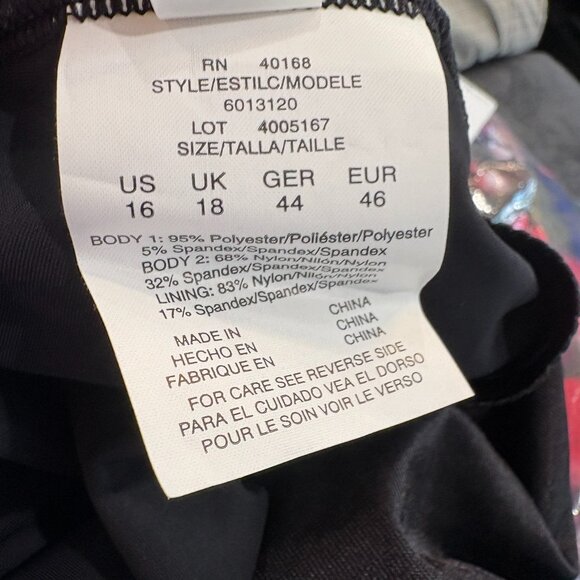 RN 40168
STYLE/ESTILC/MODELE
6013120
LOT 4005167
SIZE/TALLA/TAILLE
US UK GER EUR
16 18 44 46
BODY 1: 95% Polyester/Poliéster/Polyester
5% Spandex/Spandex/Spandex
BODY 2: 68% Nylon/Nilón/Nylon
32% Spandex/Spandex/Spandex
LINING: 83% Nylon/Nilón/Nylon
17% Spandex/Spandex/Spandex
MADE IN CHINA
HECHO EN CHINA
FABRIQUE EN CHINA
FOR CARE SEE REVERSE SIDE
PARA EL CUIDADO VEA EL DORSO
POUR LE SOIN VOIR LE VERSO